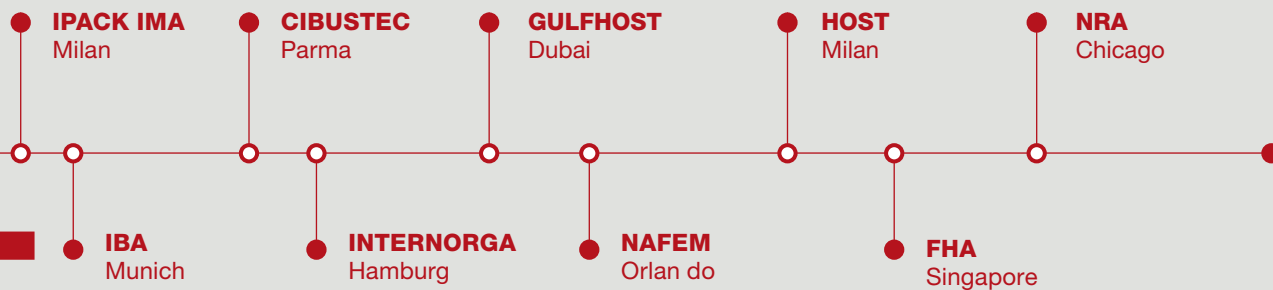 IPACK IMA
Milan
CIBUSTEC
Parma
GULFHOST
Dubai
HOST
Milan
NRA
Chicago
IBA
Munich
INTERNORGA
Hamburg
NAFEM
Orlan do
FHA
Singapore